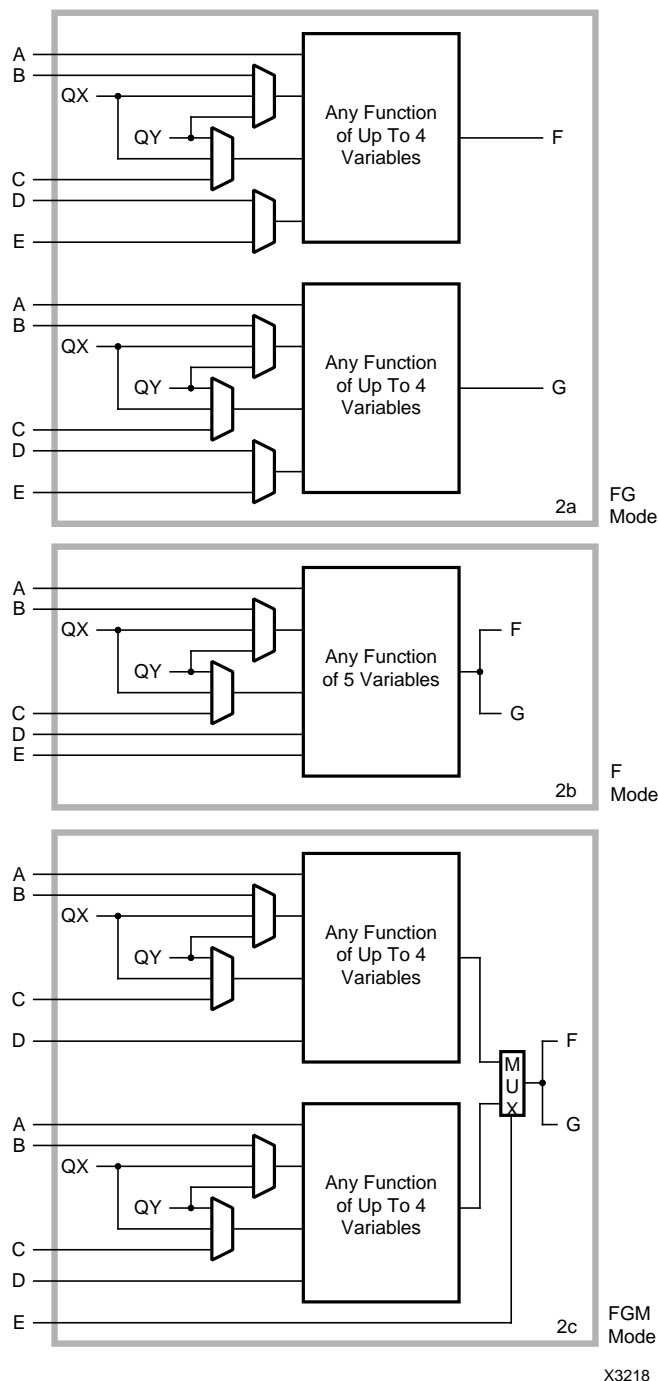 A
B
QX
QY
C
D
E
Any Function
of Up To 4
Variables
F
A
B
QX
QY
C
D
E
Any Function
of Up To 4
Variables
G
2a
FG
Mode
A
B
QX
QY
C
D
E
Any Function
of 5 Variables
F
G
2b
F
Mode
A
B
QX
QY
C
D
Any Function
of Up To 4
Variables
M
U
X
F
G
A
B
QX
QY
C
D
E
Any Function
of Up To 4
Variables
2c
FGM
Mode
X3218